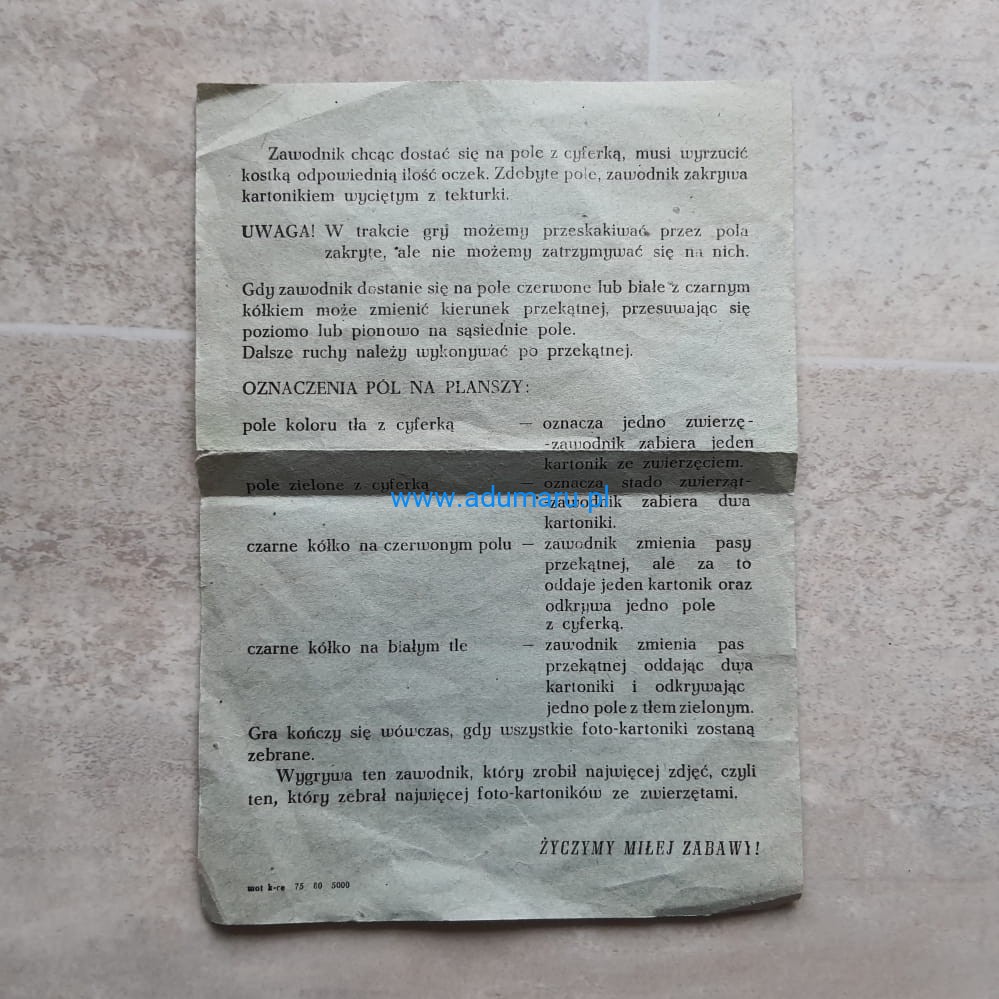 Zawodnik chcąc dostać się na pole z cyferką, musi wyrzucić
kostką odpowiednią ilość oczek. Zdobyte pole, zawodnik zakrywa
kartonikiem wyciętym z tekturki.
UWAGA! W trakcie gry możemy przeskakiwać przez pola
zakryte, ale nie możemy zatrzymywać się na nich.
Gdy zawodnik dostanie się na pole czerwone lub białe z czarnym
kółkiem może zmienić kierunek przekątnej, przesuwając się
poziomo lub pionowo na sąsiednie pole.
Dalsze ruchy należy wykonywać po przekątnej.
OZNACZENIA PÓL NA PLANSZY:
pole koloru tła z cyferką — oznacza jedno zwierzę-
-zawodnik zabiera jeden
kartonik ze zwierzęciem.
pole zielone z cyferką — oznacza stado zwierząt-
www.adumaru.pl
-zawodnik zabiera dwa
kartoniki.
czarne kółko na czerwonym polu — zawodnik zmienia pasy
przekątnej, ale za to
oddaje jeden kartonik oraz
odkrywa jedno pole
z cyferką.
czarne kółko na białym tle — zawodnik zmienia pas
przekątnej oddając dwa
kartoniki i odkrywając
jedno pole z tłem zielonym.
Gra kończy się wówczas, gdy wszystkie foto-kartoniki zostaną
zebrane.
Wygrywa ten zawodnik, który zrobił najwięcej zdjęć, czyli
ten, który zebrał najwięcej foto-kartoników ze zwierzętami.
ŻYCZYMY MIŁEJ ZABAWY!
mot k-ce 75 80 5000